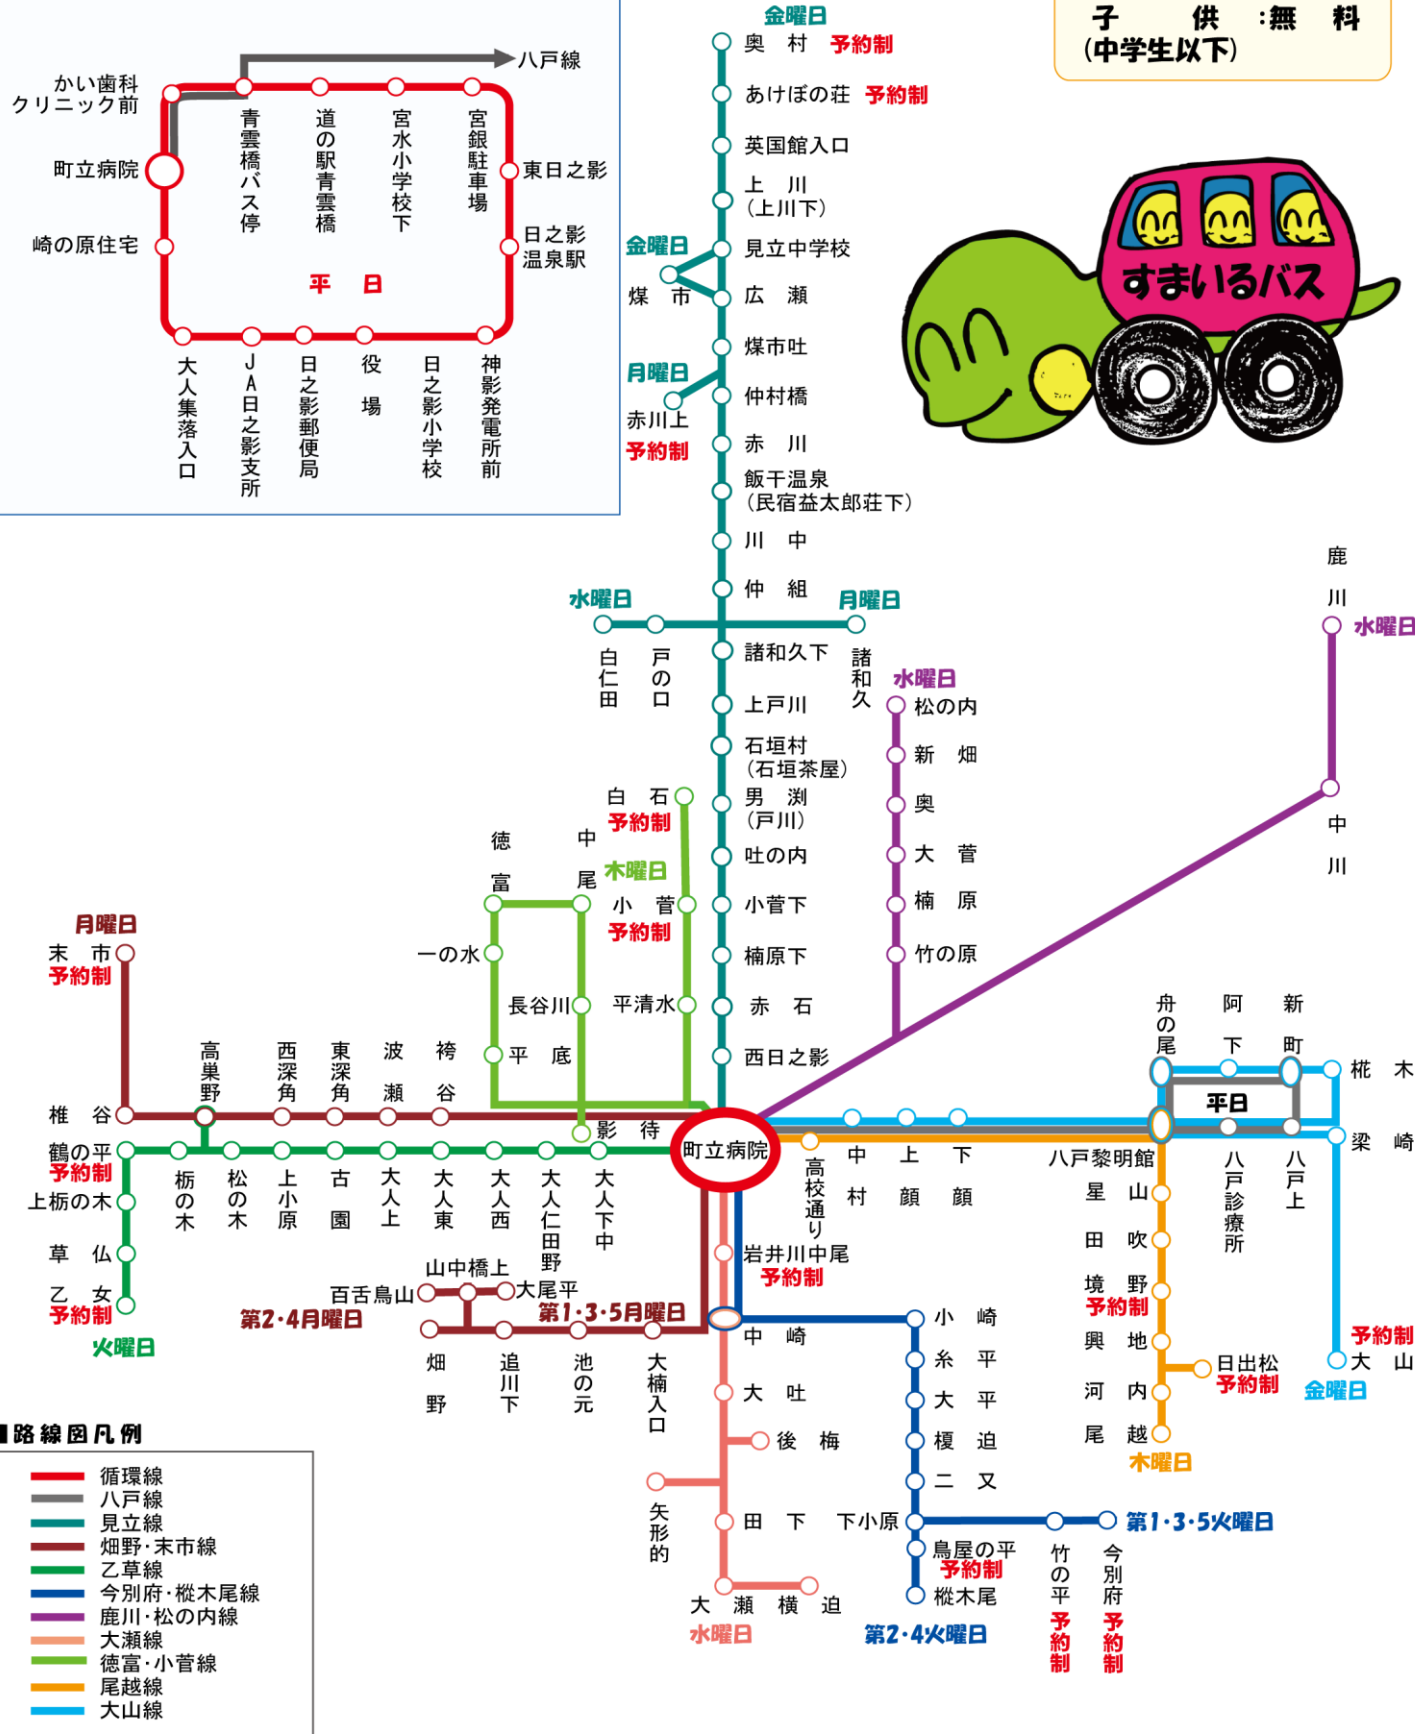 子　供：無　料
(中学生以下)
八戸線
かい歯科
クリニック前
町立病院
崎の原住宅
青雲橋バス停
道の駅青雲橋
宮水小学校下
宮銀駐車場
東日之影
日之影
温泉駅
平　日
大人集落入口
JA日之影支所
日之影郵便局
役場
日之影小学校
神影発電所前
金曜日
奥　村　予約制
あけぼの荘　予約制
英国館入口
上　川
（上川下）
見立中学校
金曜日
煤　市
広　瀬
煤市吐
月曜日
赤川上
予約制
仲村橋
赤　川
飯干温泉
（民宿益太郎荘下）
川　中
仲　組
水曜日
白仁田
戸の口
月曜日
諸和久
諸和久下
上戸川
石垣村
（石垣茶屋）
男　渕
（戸川）
吐の内
小菅下
楠原下
赤　石
西日之影
すまいるバス
鹿川
水曜日
中川
水曜日
松の内
新　畑
奥
大　菅
楠　原
竹の原
白　石
予約制
木曜日
小　菅
予約制
平清水
徳富
中尾
一の水
長谷川
平　底
影　待
月曜日
末　市
予約制
椎　谷
高巣野
西深角
東深角
波瀬
袴谷
鶴の平
予約制
上栃の木
草　仏
乙　女
予約制
火曜日
栃の木
松の木
上小原
古園
大人上
大人東
大人西
大人仁田野
大人下中
町立病院
高校通り
中村
上顔
下顔
舟の尾
阿下
新町
椛　木
平日
八戸黎明館
八戸診療所
八戸上
梁　崎
予約制
大　山
金曜日
星　山
田　吹
境　野
予約制
興　地
日出松
予約制
河　内
尾　越
木曜日
山中橋上
百舌鳥山
大尾平
第2・4月曜日
第1・3・5月曜日
畑野
追川下
池の元
大楠入口
岩井川中尾
予約制
中　崎
大　吐
後　梅
矢形的
田　下
大　瀬
横　迫
水曜日
小　崎
糸　平
大　平
榎　迫
二　又
下小原
鳥屋の平
予約制
樅木尾
第2・4火曜日
第1・3・5火曜日
竹の平　予約制
今別府　予約制
■路線図凡例
循環線
八戸線
見立線
畑野・末市線
乙草線
今別府・樅木尾線
鹿川・松の内線
大瀬線
徳富・小菅線
尾越線
大山線